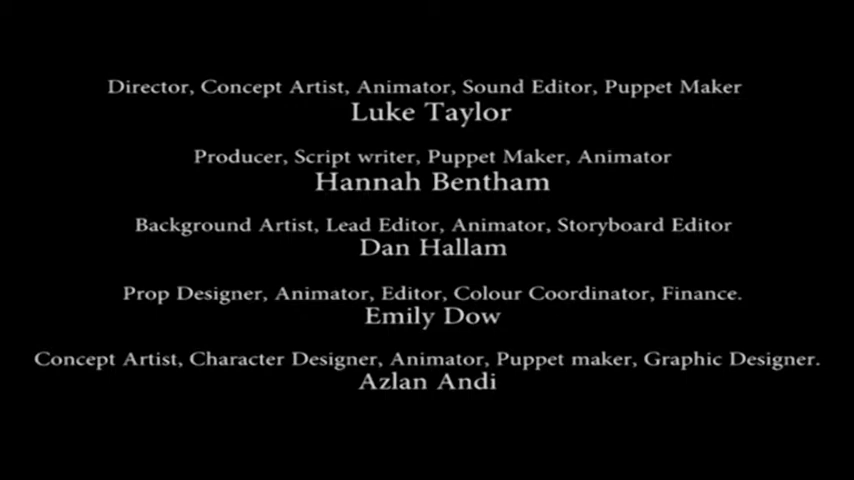 Director, Concept Artist, Animator, Sound Editor, Puppet Maker
Luke Taylor
Producer, Script writer, Puppet Maker, Animator
Hannah Bentham
Background Artist, Lead Editor, Animator, Storyboard Editor
Dan Hallam
Prop Designer, Animator, Editor, Colour Coordinator, Finance.
Emily Dow
Concept Artist, Character Designer, Animator, Puppet maker, Graphic Designer.
Azlan Andi